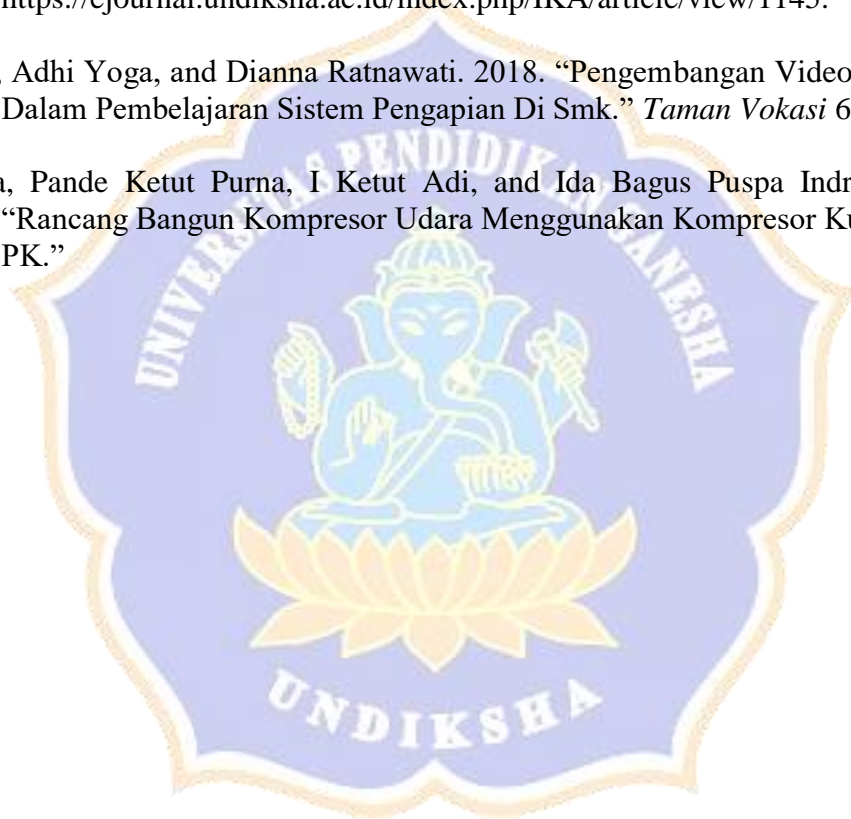 https://ejournal.undiksha.ac.id/index.php/IKA/article/view/1145.
, Adhi Yoga, and Dianna Ratnawati. 2018. “Pengembangan Video
Dalam Pembelajaran Sistem Pengapian Di Smk.” Taman Vokasi 6
a, Pande Ketut Purna, I Ketut Adi, and Ida Bagus Puspa Indr
“Rancang Bangun Kompresor Udara Menggunakan Kompresor Ku
PK.”
UNIVERSITAS PENDIDIKAN GANESHA
UNDIKSHA